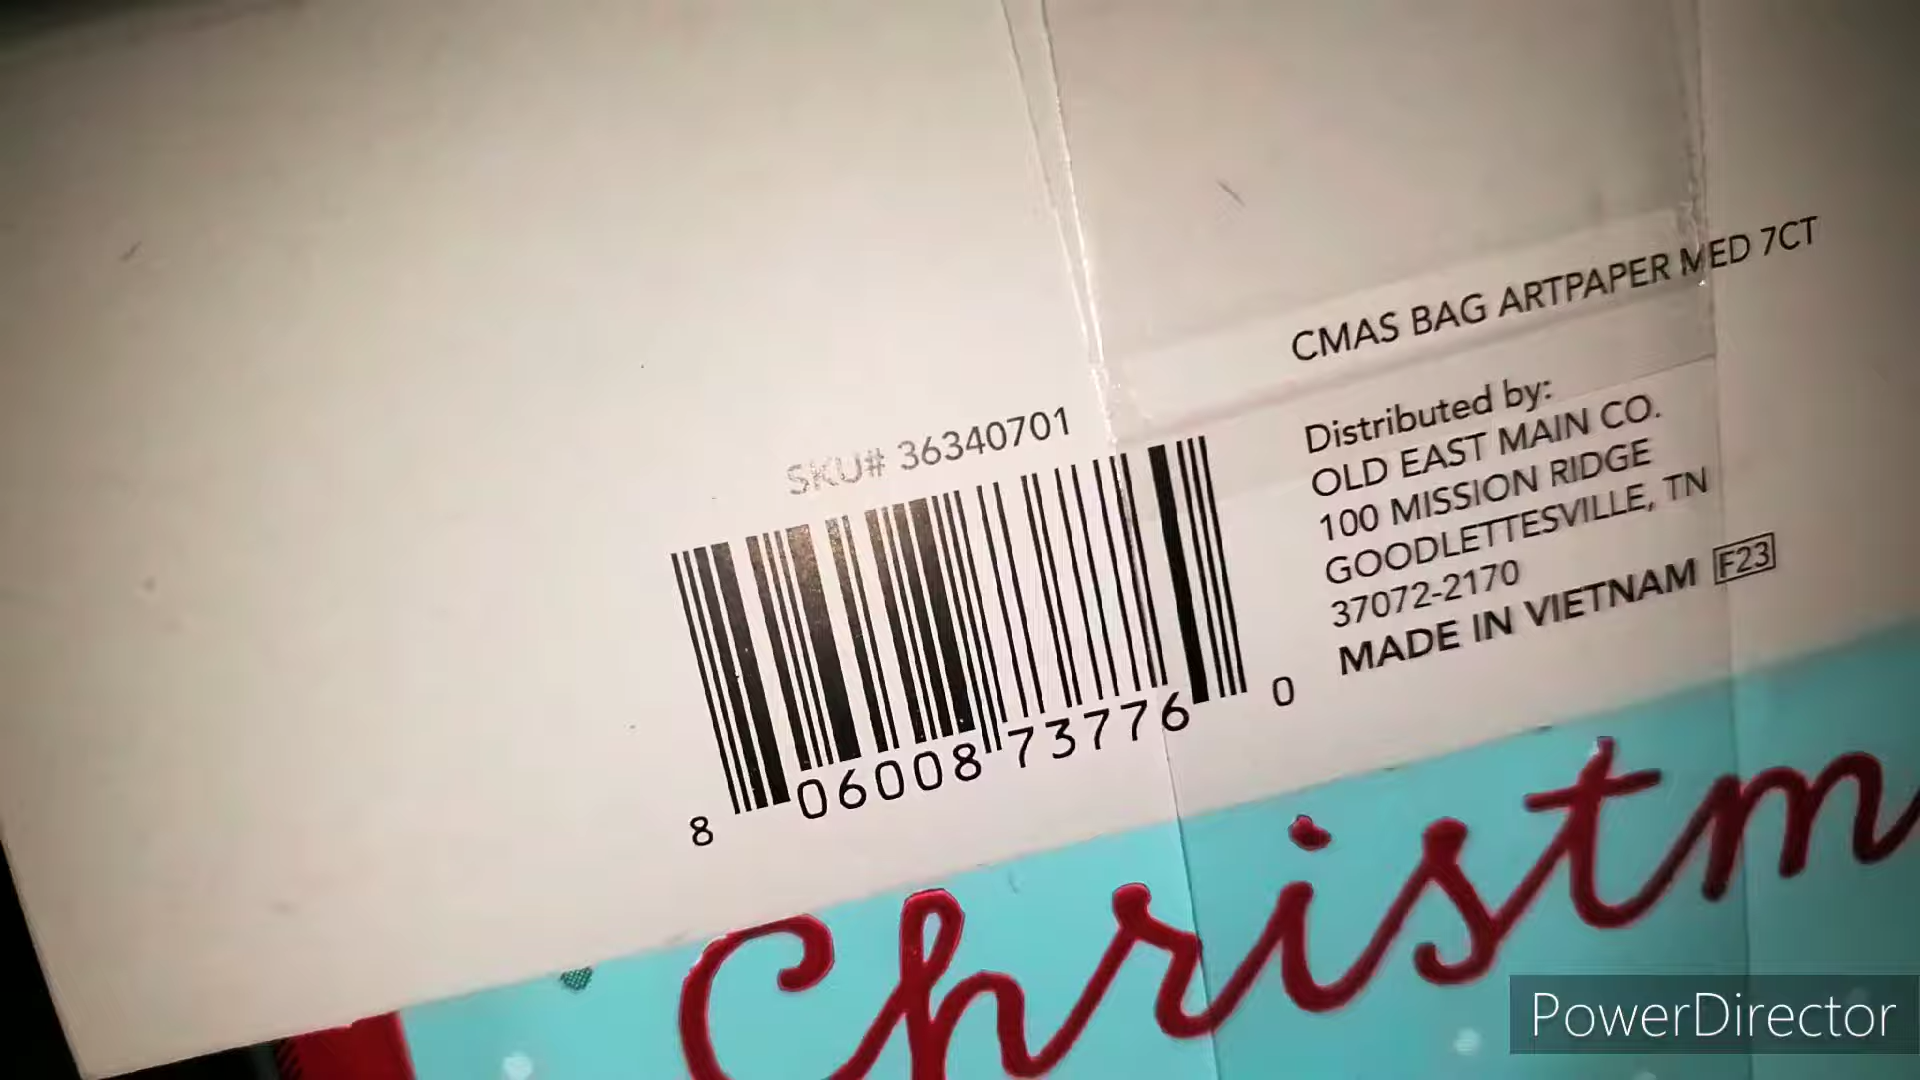 CMAS BAG ARTPAPER MED 7CT
SKU# 36340701
8 06008 73776 0
Distributed by:
OLD EAST MAIN CO.
100 MISSION RIDGE
GOODLETTESVILLE, TN
37072-2170
MADE IN VIETNAM F23
Christm
PowerDirector